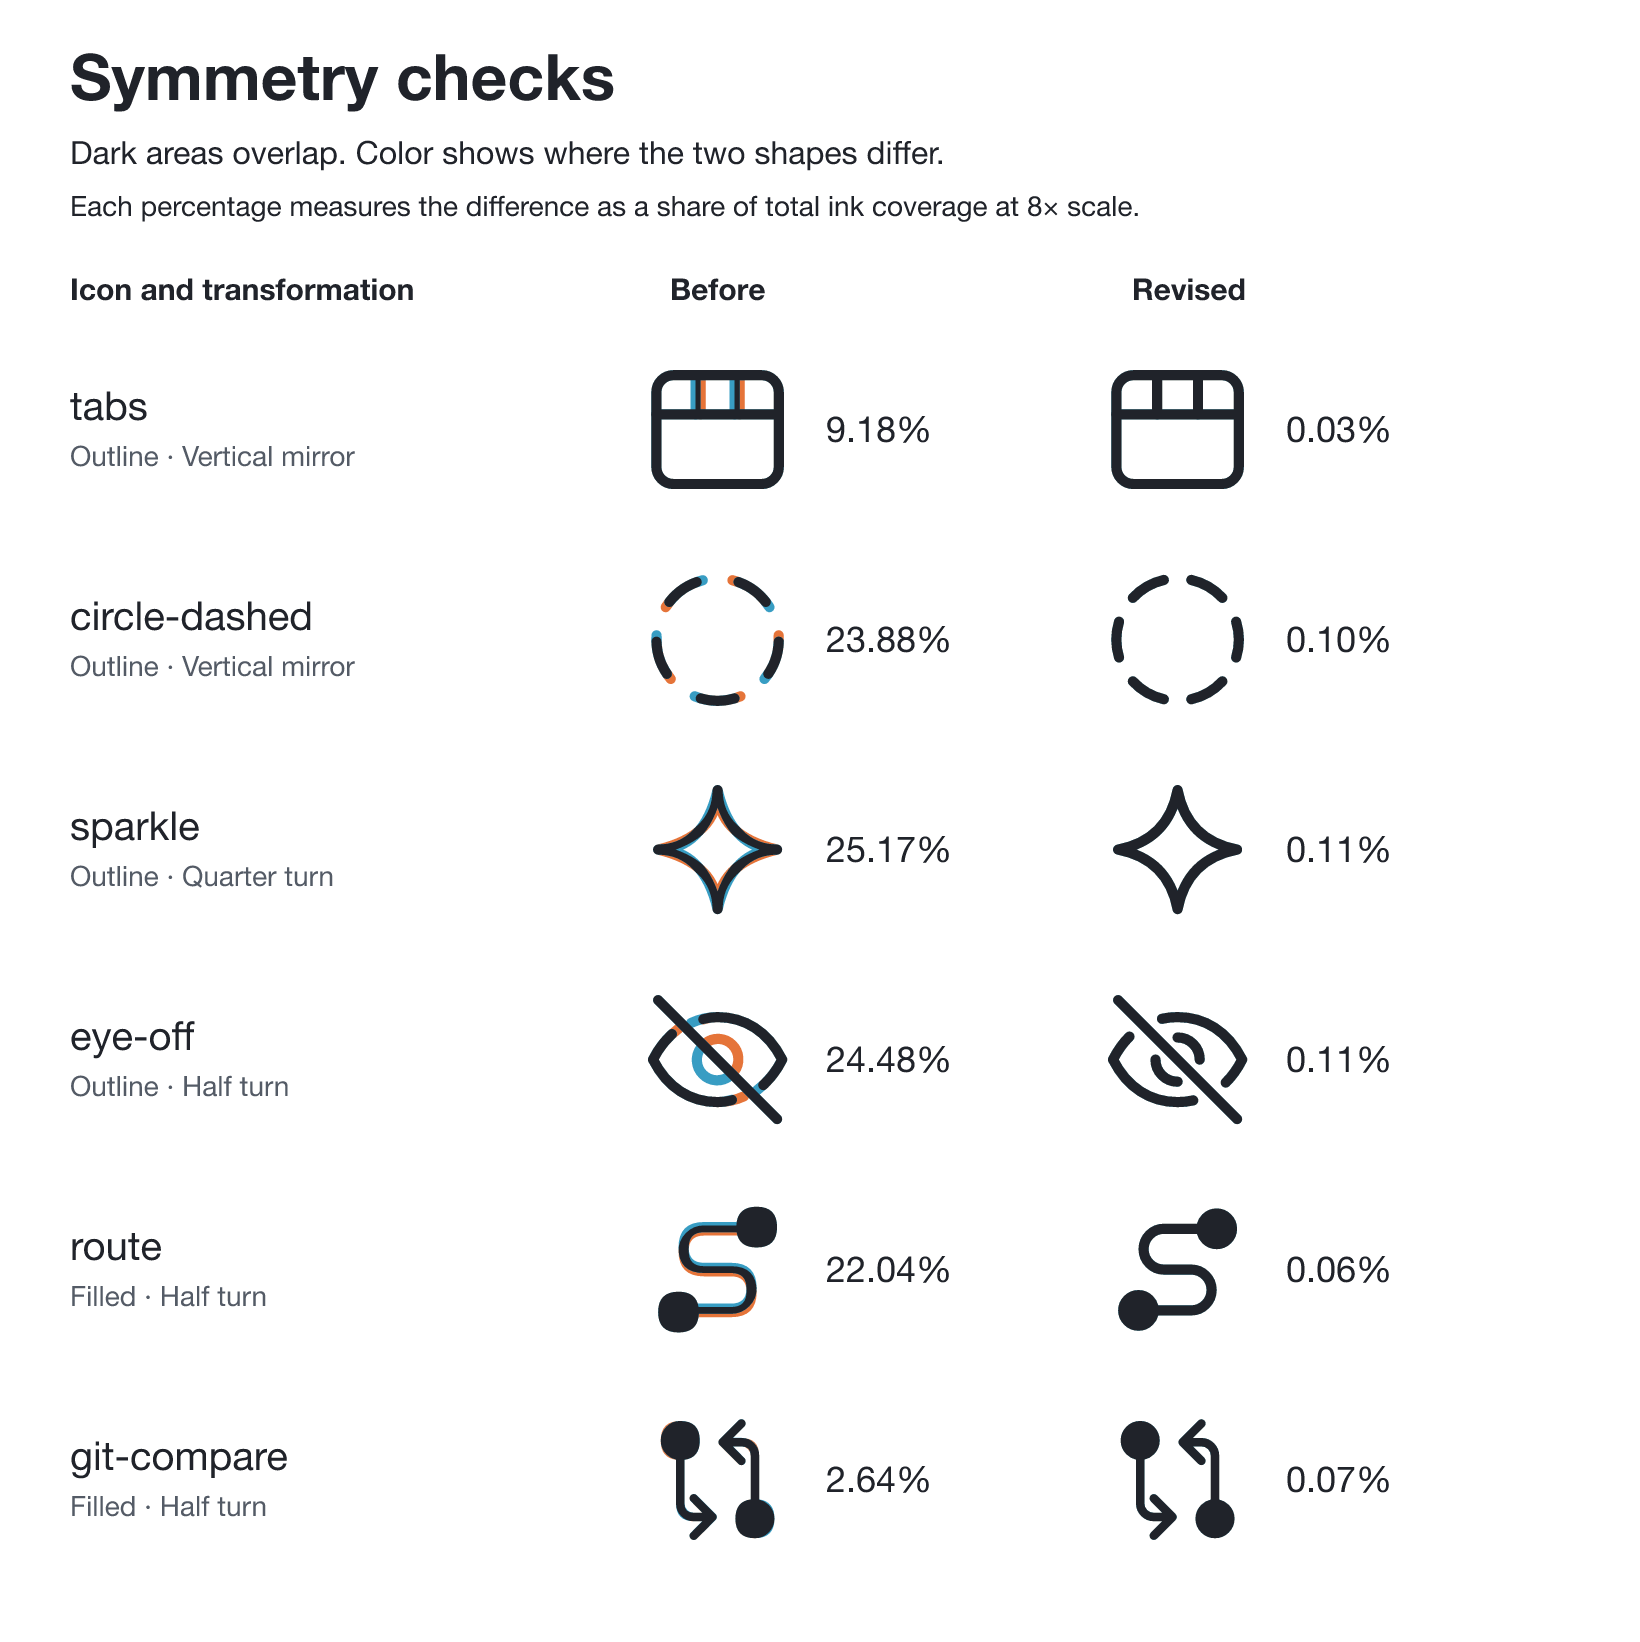 Symmetry checks
Dark areas overlap. Color shows where the two shapes differ.
Each percentage measures the difference as a share of total ink coverage at 8× scale.
Icon and transformation Before Revised
tabs
Outline · Vertical mirror
9.18% 0.03%
circle-dashed
Outline · Vertical mirror
23.88% 0.10%
sparkle
Outline · Quarter turn
25.17% 0.11%
eye-off
Outline · Half turn
24.48% 0.11%
route
Filled · Half turn
22.04% 0.06%
git-compare
Filled · Half turn
2.64% 0.07%